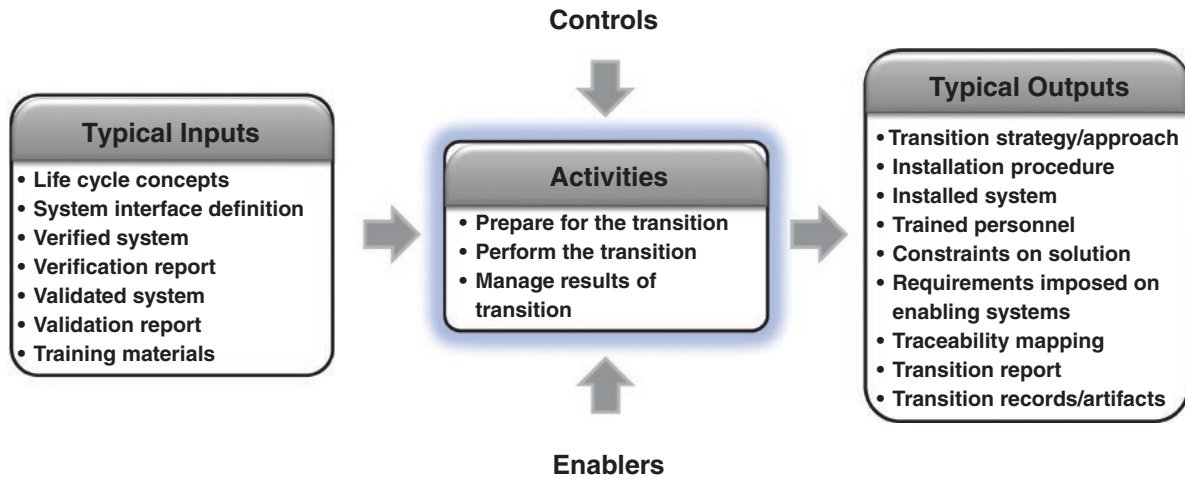 Controls
Typical Inputs
• Life cycle concepts
• System interface definition
• Verified system
• Verification report
• Validated system
• Validation report
• Training materials
Activities
• Prepare for the transition
• Perform the transition
• Manage results of
transition
Typical Outputs
• Transition strategy/approach
• Installation procedure
• Installed system
• Trained personnel
• Constraints on solution
• Requirements imposed on
enabling systems
• Traceability mapping
• Transition report
• Transition records/artifacts
Enablers